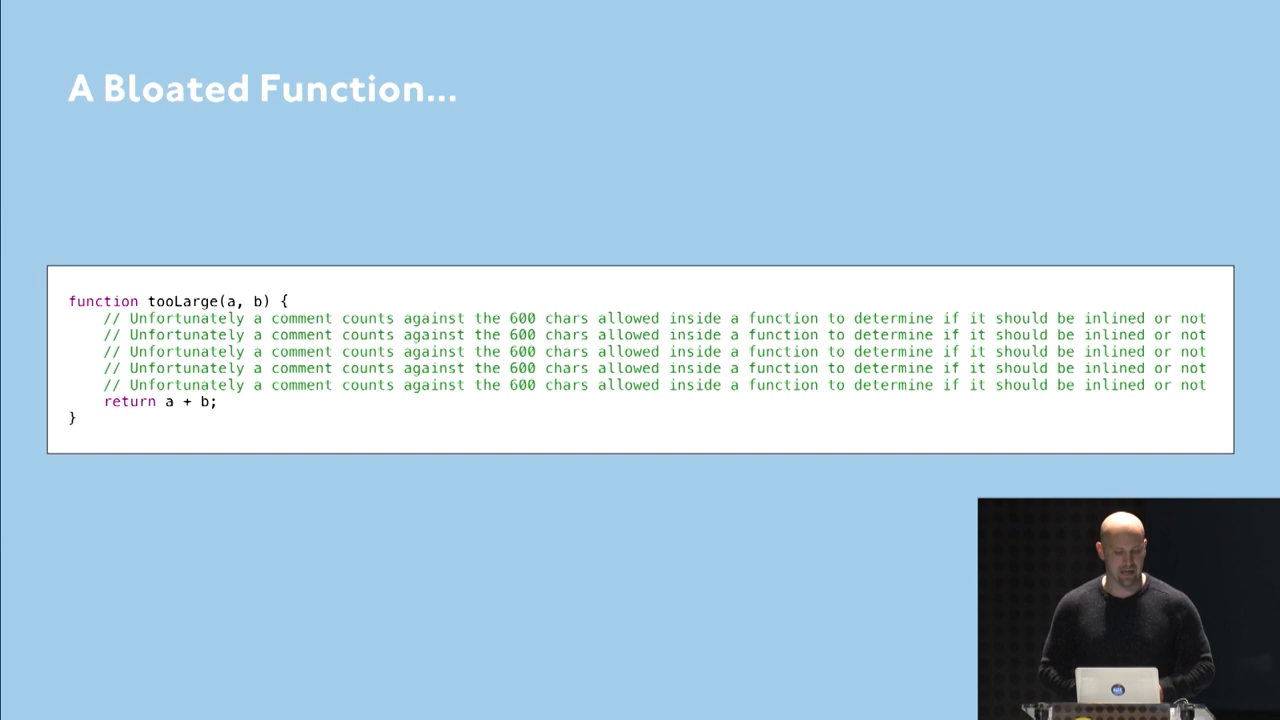 A Bloated Function...
function tooLarge(a, b) {
    // Unfortunately a comment counts against the 600 chars allowed inside a function to determine if it should be inlined or not
    // Unfortunately a comment counts against the 600 chars allowed inside a function to determine if it should be inlined or not
    // Unfortunately a comment counts against the 600 chars allowed inside a function to determine if it should be inlined or not
    // Unfortunately a comment counts against the 600 chars allowed inside a function to determine if it should be inlined or not
    // Unfortunately a comment counts against the 600 chars allowed inside a function to determine if it should be inlined or not
    return a + b;
}